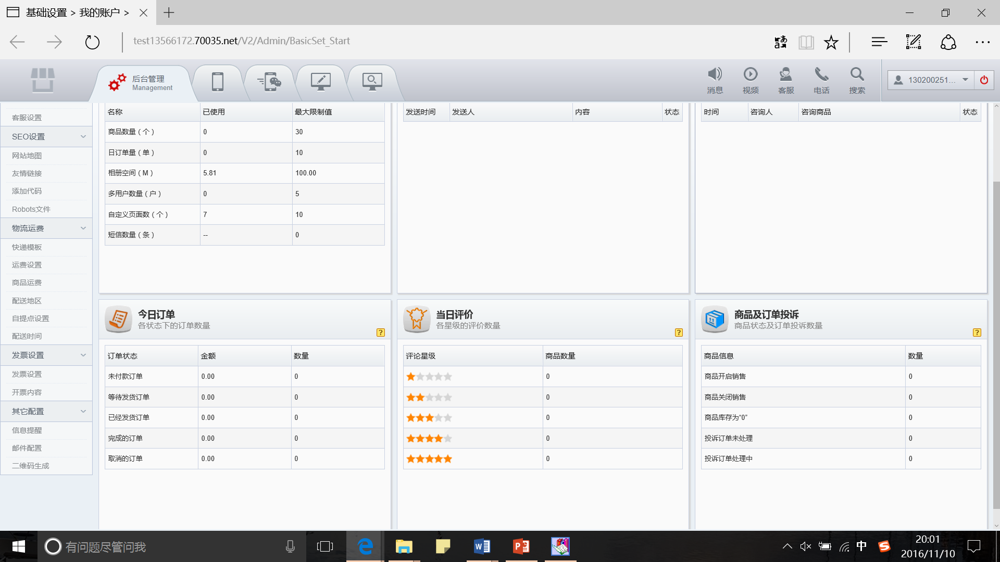 基础设置 > 我的账户 >
test13566172.70035.net/V2/Admin/BasicSet_Start
后台管理
Management
消息
视频
客服
电话
搜索
130200251...
客服设置
SEO设置
网站地图
友情链接
添加代码
Robots文件
物流运费
快递模板
运费设置
商品运费
配送地区
自提点设置
配送时间
发票设置
发票设置
开票内容
其它配置
信息提醒
邮件配置
二维码生成
名称 已使用 最大限制值
商品数量（个） 0 30
日订单量（单） 0 10
相册空间（M） 5.81 100.00
多用户数量（户） 0 5
自定义页面数（个） 7 10
短信数量（条） -- 0
发送时间 发送人 内容 状态
时间 咨询人 咨询商品 状态
今日订单
各状态下的订单数量
?
订单状态 金额 数量
未付款订单 0.00 0
等待发货订单 0.00 0
已经发货订单 0.00 0
完成的订单 0.00 0
取消的订单 0.00 0
当日评价
各星级的评价数量
?
评论星级 商品数量
0
0
0
0
0
商品及订单投诉
商品状态及订单投诉数量
?
商品信息 数量
商品开启销售 0
商品关闭销售 0
商品库存为“0” 0
投诉订单未处理 0
投诉订单处理中 0
有问题尽管问我
中
20:01
2016/11/10